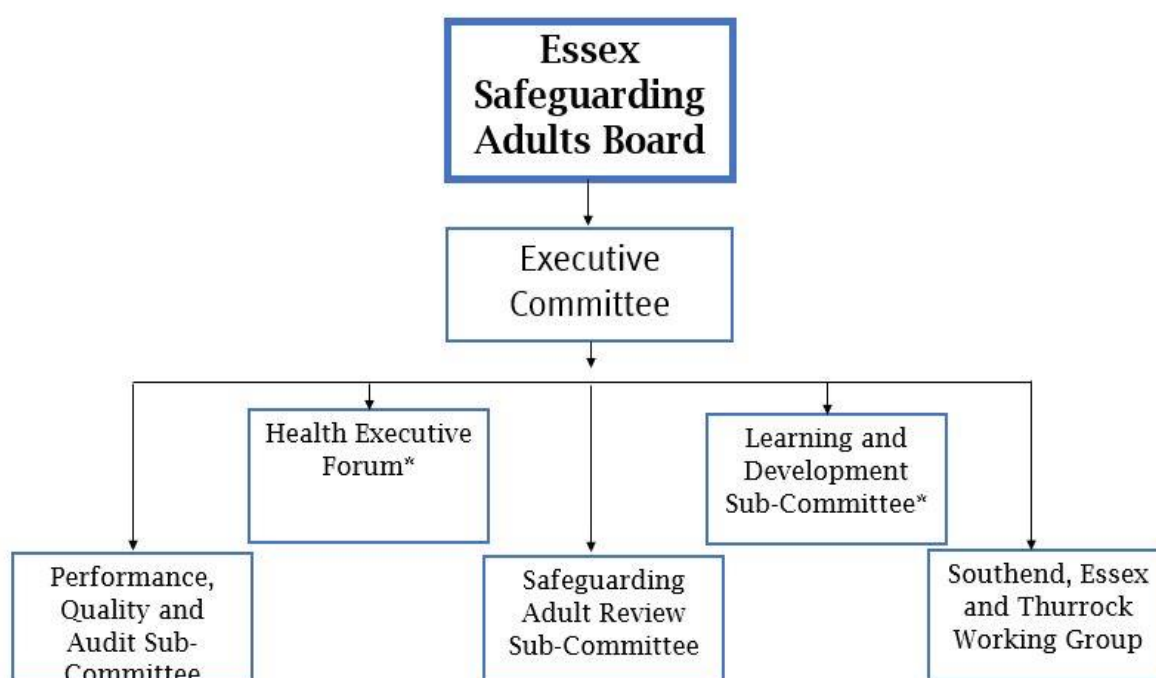 Essex
Safeguarding
Adults Board
Executive
Committee
Health Executive
Forum*
Learning and
Development
Sub-Committee*
Performance,
Quality and
Audit Sub-
Committee
Safeguarding
Adult Review
Sub-Committee
Southend, Essex
and Thurrock
Working Group